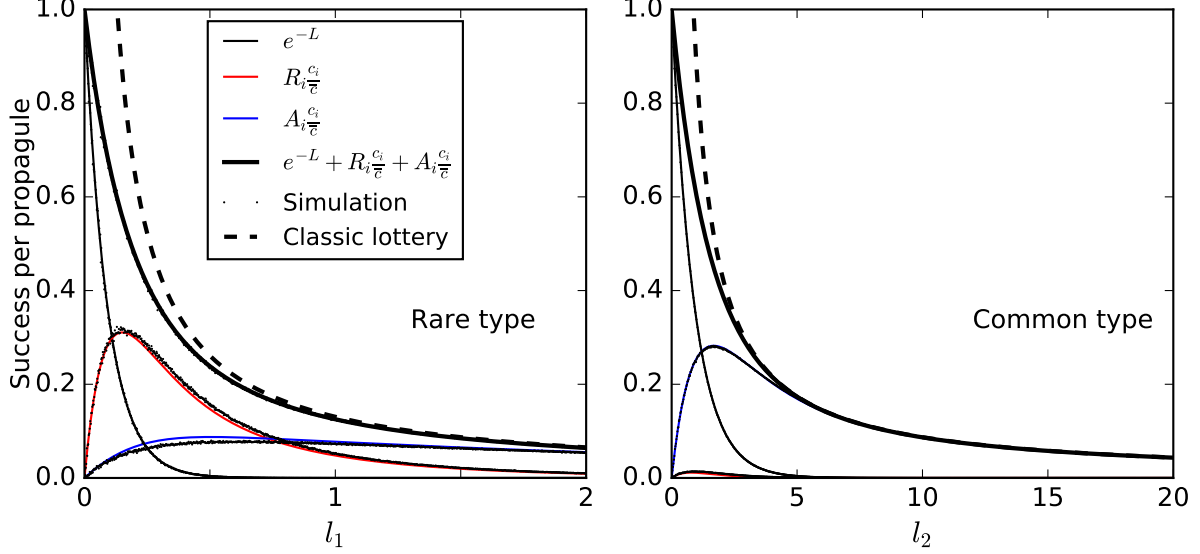 Success per propagule
1.0
0.8
0.6
0.4
0.2
0.0
0
1
2
l₁
e^{-L}
R_i c_i/c̄
A_i c_i/c̄
e^{-L} + R_i c_i/c̄ + A_i c_i/c̄
Simulation
Classic lottery
Rare type
1.0
0.8
0.6
0.4
0.2
0.0
0
5
10
15
20
l₂
Common type